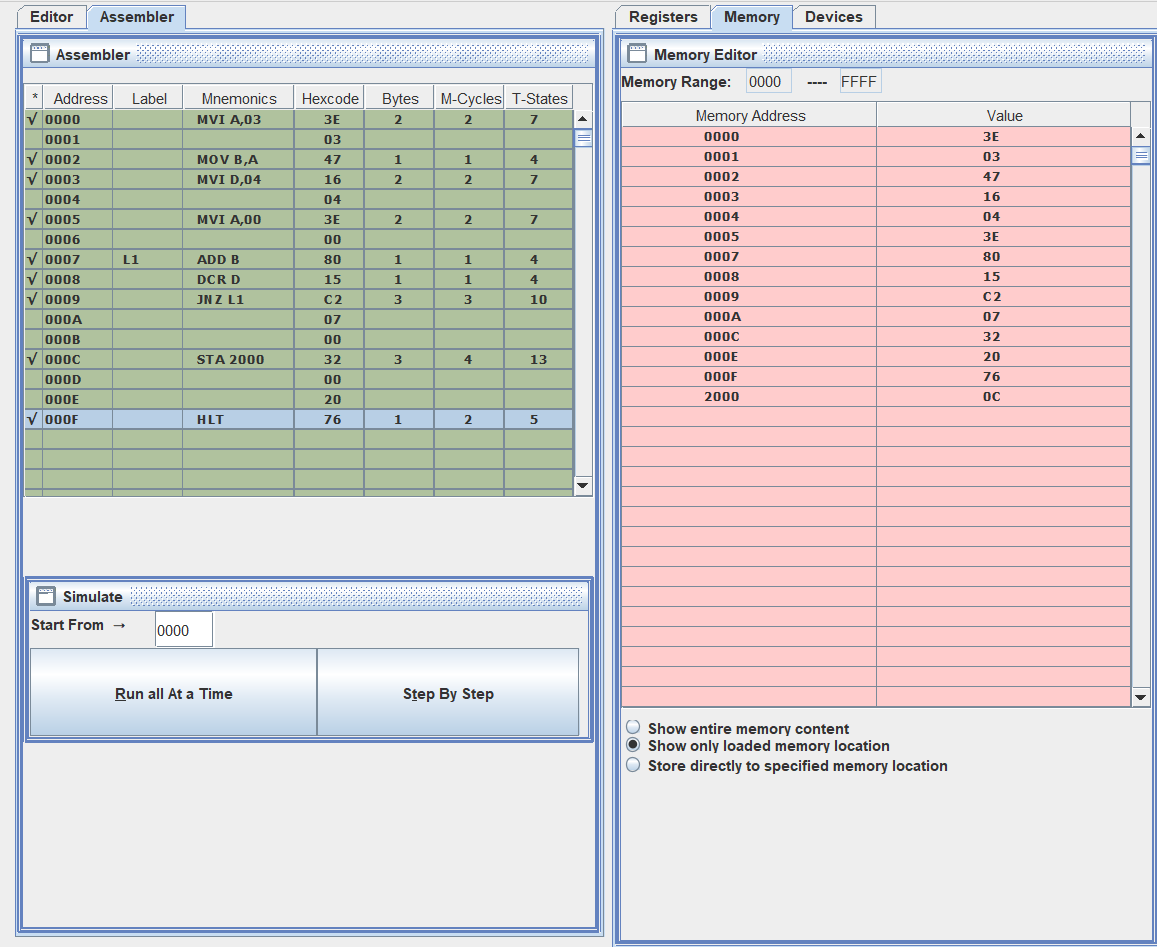 Editor Assembler
Assembler
* Address Label Mnemonics Hexcode Bytes M-Cycles T-States
√ 0000 MVI A,03 3E 2 2 7
0001 03
√ 0002 MOV B,A 47 1 1 4
√ 0003 MVI D,04 16 2 2 7
0004 04
√ 0005 MVI A,00 3E 2 2 7
0006 00
√ 0007 L1 ADD B 80 1 1 4
√ 0008 DCR D 15 1 1 4
√ 0009 JNZ L1 C2 3 3 10
000A 07
000B 00
√ 000C STA 2000 32 3 4 13
000D 00
000E 20
√ 000F HLT 76 1 2 5
Simulate
Start From → 0000
Run all At a Time Step By Step
Registers Memory Devices
Memory Editor
Memory Range: 0000 ---- FFFF
Memory Address Value
0000 3E
0001 03
0002 47
0003 16
0004 04
0005 3E
0007 80
0008 15
0009 C2
000A 07
000C 32
000E 20
000F 76
2000 0C
Show entire memory content
Show only loaded memory location
Store directly to specified memory location